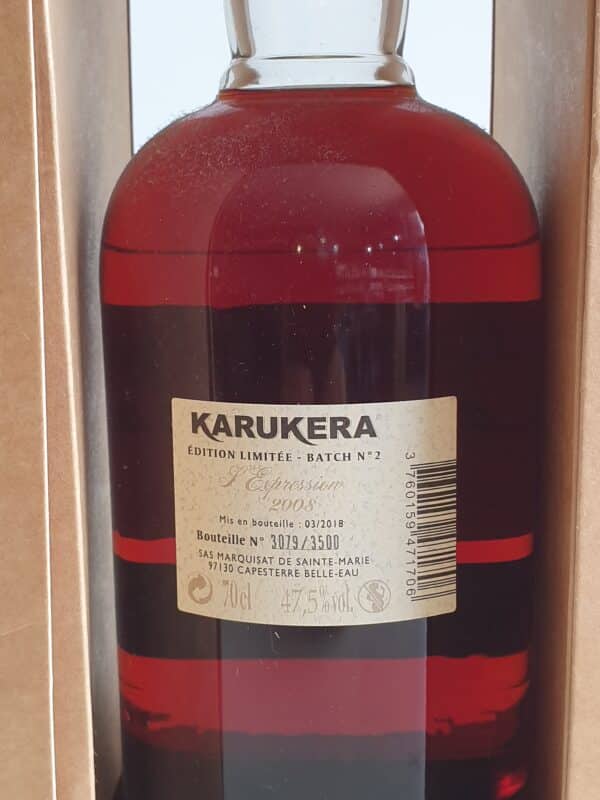 KARUKERA
ÉDITION LIMITÉE - BATCH N°2
L'Expression
2008
Mis en bouteille : 03/2018
Bouteille N° 3079/3500
SAS MARQUISAT DE SAINTE-MARIE
97130 CAPESTERRE BELLE-EAU
70cl 47,5%vol.
3 760159 471706